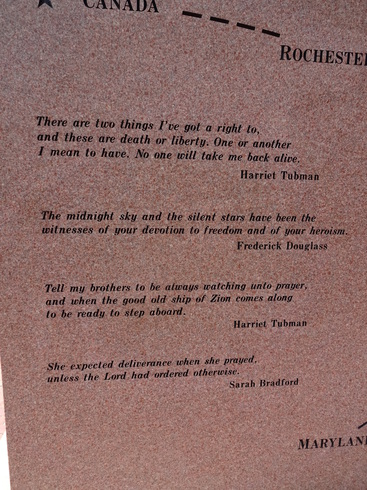 CANADA
ROCHESTER
There are two things I've got a right to,
and these are death or liberty. One or another
I mean to have. No one will take me back alive.
Harriet Tubman
The midnight sky and the silent stars have been the
witnesses of your devotion to freedom and of your heroism.
Frederick Douglass
Tell my brothers to be always watching unto prayer,
and when the good old ship of Zion comes along
to be ready to step aboard.
Harriet Tubman
She expected deliverance when she prayed,
unless the Lord had ordered otherwise.
Sarah Bradford
MARYLAND